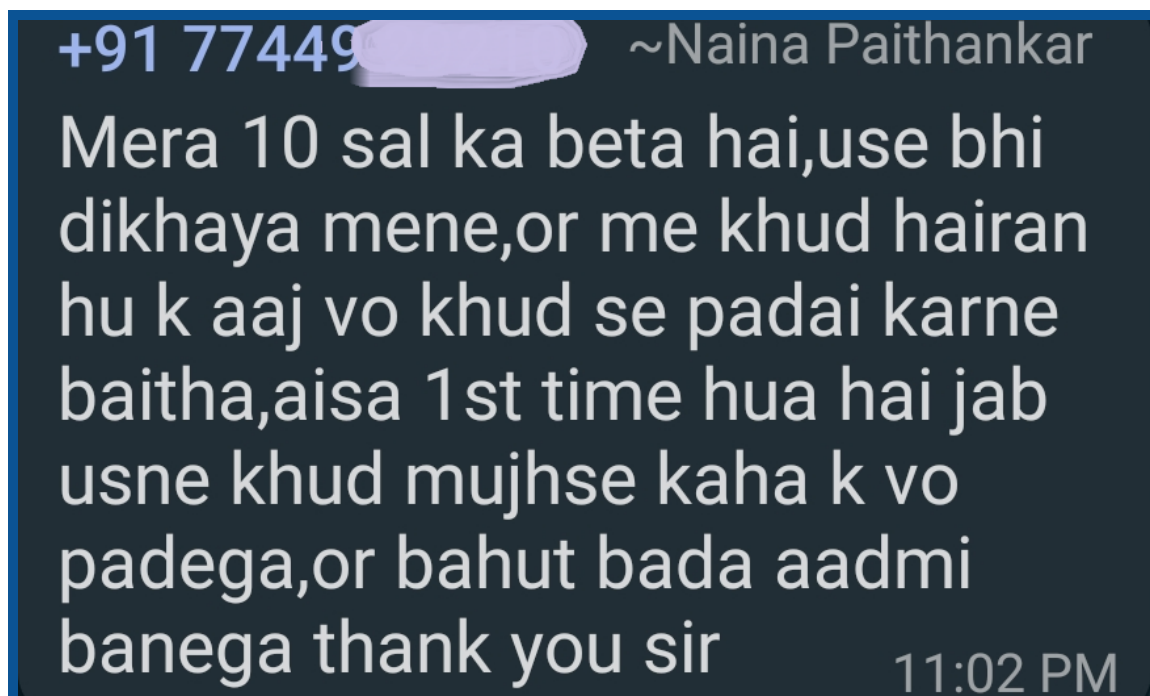 +91 77449 ~Naina Paithankar
Mera 10 sal ka beta hai,use bhi
dikhaya mene,or me khud hairan
hu k aaj vo khud se padai karne
baitha,aisa 1st time hua hai jab
usne khud mujhse kaha k vo
padega,or bahut bada aadmi
banega thank you sir
11:02 PM